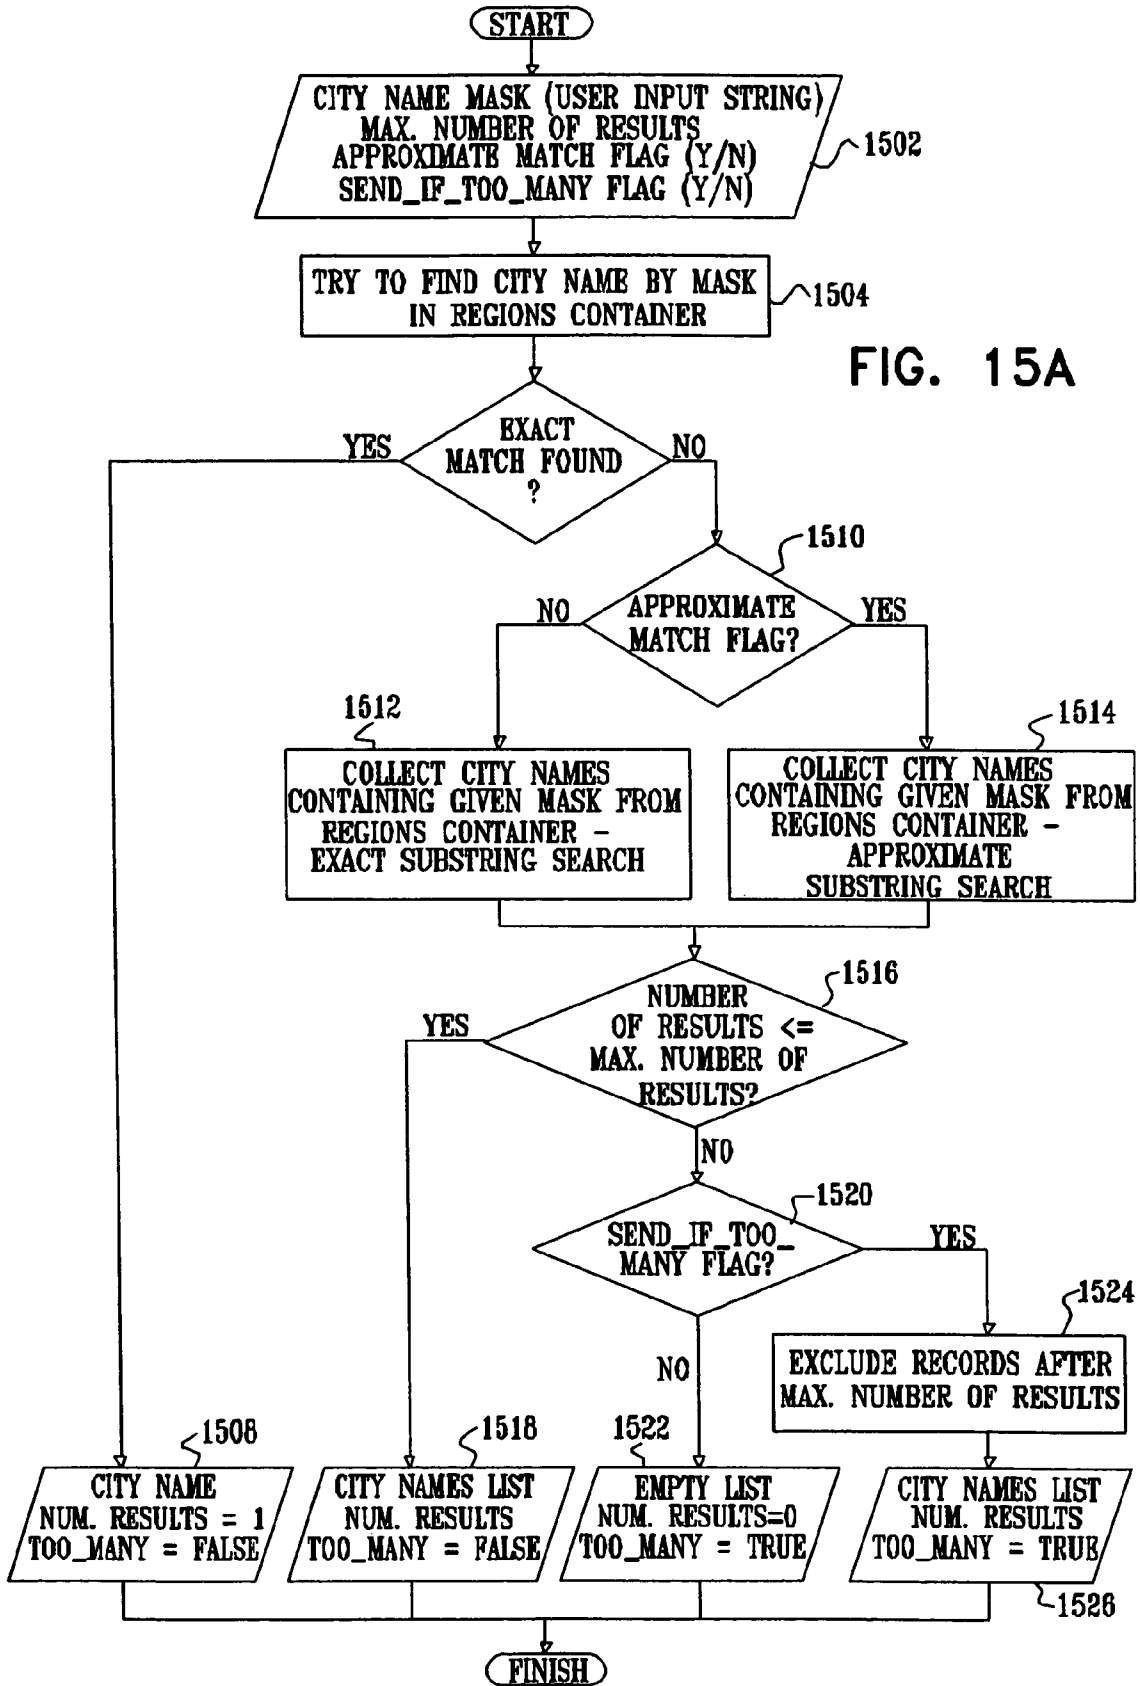 START
CITY NAME MASK (USER INPUT STRING)
MAX. NUMBER OF RESULTS
APPROXIMATE MATCH FLAG (Y/N)
SEND_IF_TOO_MANY FLAG (Y/N)
1502
TRY TO FIND CITY NAME BY MASK
IN REGIONS CONTAINER
1504
FIG. 15A
EXACT
MATCH FOUND
?
YES
NO
1510
APPROXIMATE
MATCH FLAG?
NO
YES
1512
COLLECT CITY NAMES
CONTAINING GIVEN MASK FROM
REGIONS CONTAINER –
EXACT SUBSTRING SEARCH
1514
COLLECT CITY NAMES
CONTAINING GIVEN MASK FROM
REGIONS CONTAINER –
APPROXIMATE
SUBSTRING SEARCH
1516
NUMBER
OF RESULTS <=
MAX. NUMBER OF
RESULTS?
YES
NO
1520
SEND_IF_TOO_
MANY FLAG?
YES
NO
1524
EXCLUDE RECORDS AFTER
MAX. NUMBER OF RESULTS
1508
CITY NAME
NUM. RESULTS = 1
TOO_MANY = FALSE
1518
CITY NAMES LIST
NUM. RESULTS
TOO_MANY = FALSE
1522
EMPTY LIST
NUM. RESULTS=0
TOO_MANY = TRUE
CITY NAMES LIST
NUM. RESULTS
TOO_MANY = TRUE
1526
FINISH